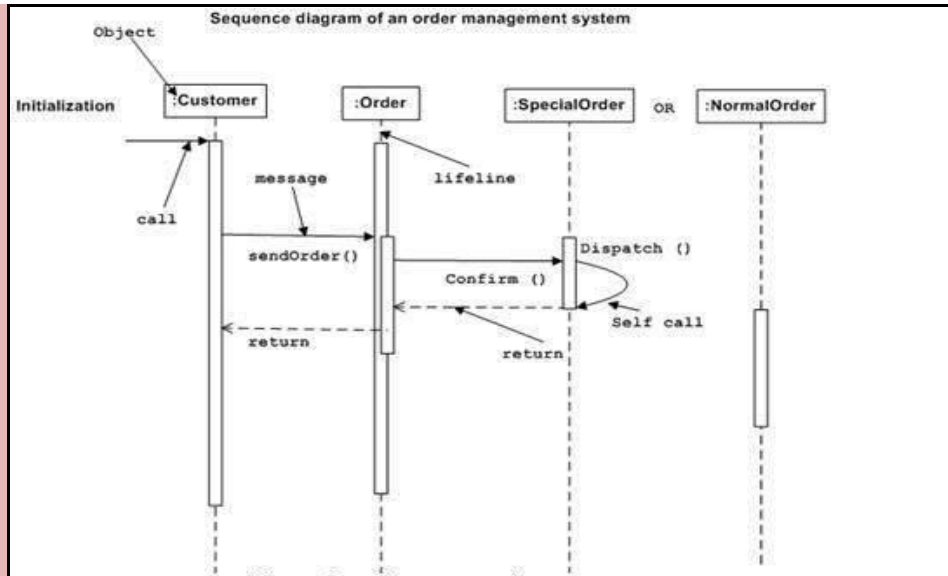 Sequence diagram of an order management system
Object
Initialization
:Customer
:Order
:SpecialOrder
OR
:NormalOrder
message
lifeline
call
sendOrder()
Dispatch ()
Confirm ()
Self call
return
return